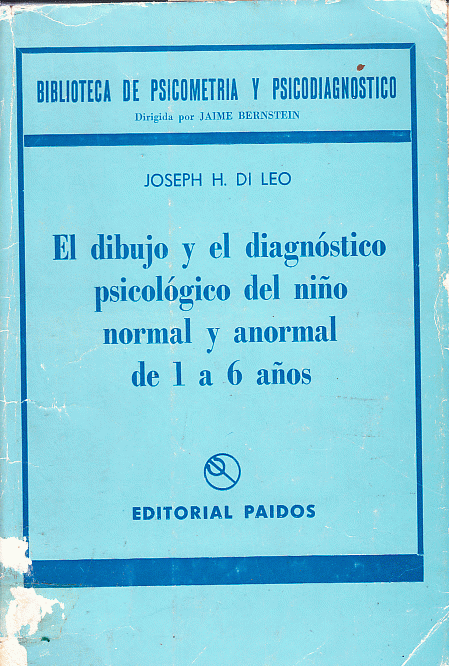 BIBLIOTECA DE PSICOMETRIA Y PSICODIAGNÓSTICO
Dirigida por JAIME BERNSTEIN
JOSEPH H. DI LEO
El dibujo y el diagnóstico
psicológico del niño
normal y anormal
de 1 a 6 años
EDITORIAL PAIDOS